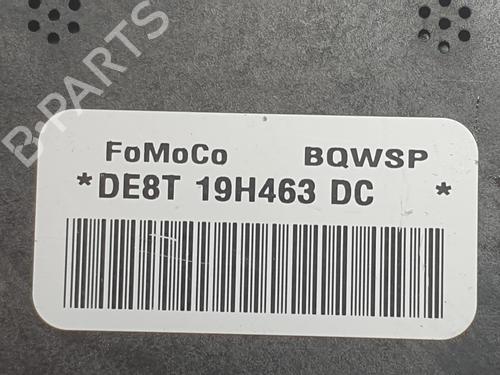 FoMoCo BQWSP
*DE8T 19H463 DC *
B-PARTS